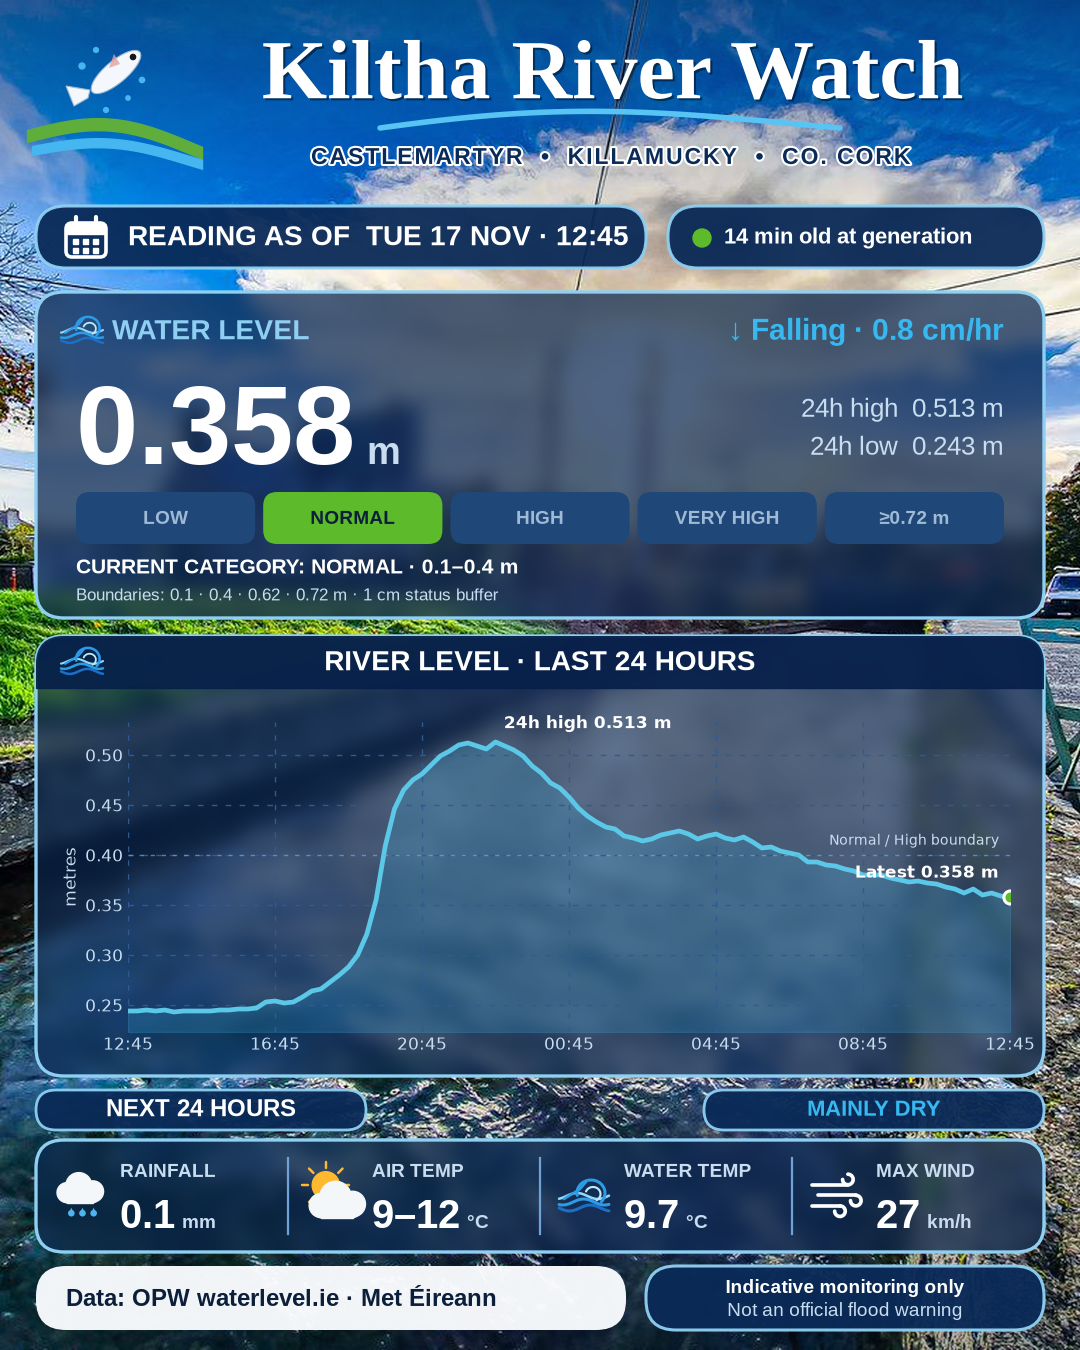 Kiltha River Watch
CASTLEMARTYR • KILLAMUCKY • CO. CORK
READING AS OF TUE 17 NOV · 12:45
14 min old at generation
WATER LEVEL
↓ Falling · 0.8 cm/hr
0.358 m
24h high 0.513 m
24h low 0.243 m
LOW
NORMAL
HIGH
VERY HIGH
≥0.72 m
CURRENT CATEGORY: NORMAL · 0.1–0.4 m
Boundaries: 0.1 · 0.4 · 0.62 · 0.72 m · 1 cm status buffer
RIVER LEVEL · LAST 24 HOURS
24h high 0.513 m
0.50
0.45
Normal / High boundary
0.40
Latest 0.358 m
metres
0.35
0.30
0.25
12:45 16:45 20:45 00:45 04:45 08:45 12:45
NEXT 24 HOURS
MAINLY DRY
RAINFALL
0.1 mm
AIR TEMP
9–12 °C
WATER TEMP
9.7 °C
MAX WIND
27 km/h
Data: OPW waterlevel.ie · Met Éireann
Indicative monitoring only
Not an official flood warning